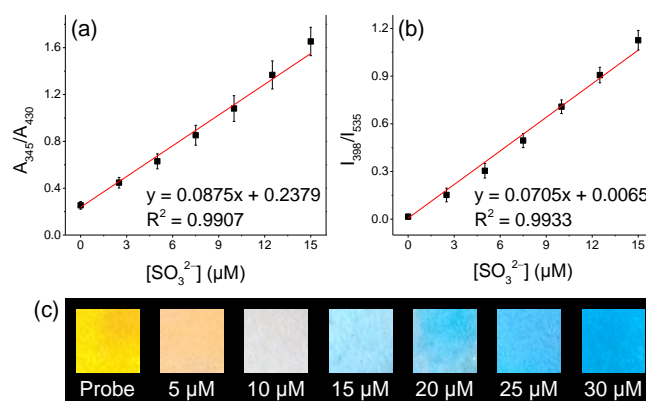 (a)
1.6
1.2
0.8
0.4
0.0
A₃₄₅/A₄₃₀
y = 0.0875x + 0.2379
R² = 0.9907
0 3 6 9 12 15
[SO₃²⁻] (μM)
(b)
1.2
0.9
0.6
0.3
0.0
I₃₉₈/I₅₃₅
y = 0.0705x + 0.0065
R² = 0.9933
0 3 6 9 12 15
[SO₃²⁻] (μM)
(c)
Probe 5 μM 10 μM 15 μM 20 μM 25 μM 30 μM